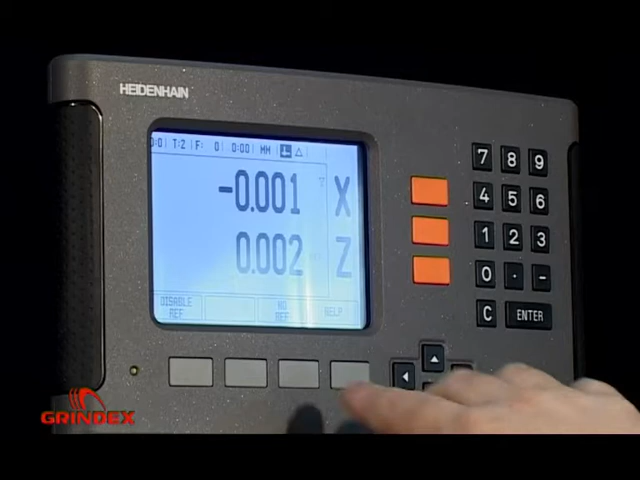 HEIDENHAIN
D:0 T:2 F: 0 0:00 MM
-0.001 X
0.002 Z
DISABLE
REF
NO
REF
HELP
7 8 9
4 5 6
1 2 3
0 . -
C ENTER
GRINDEX